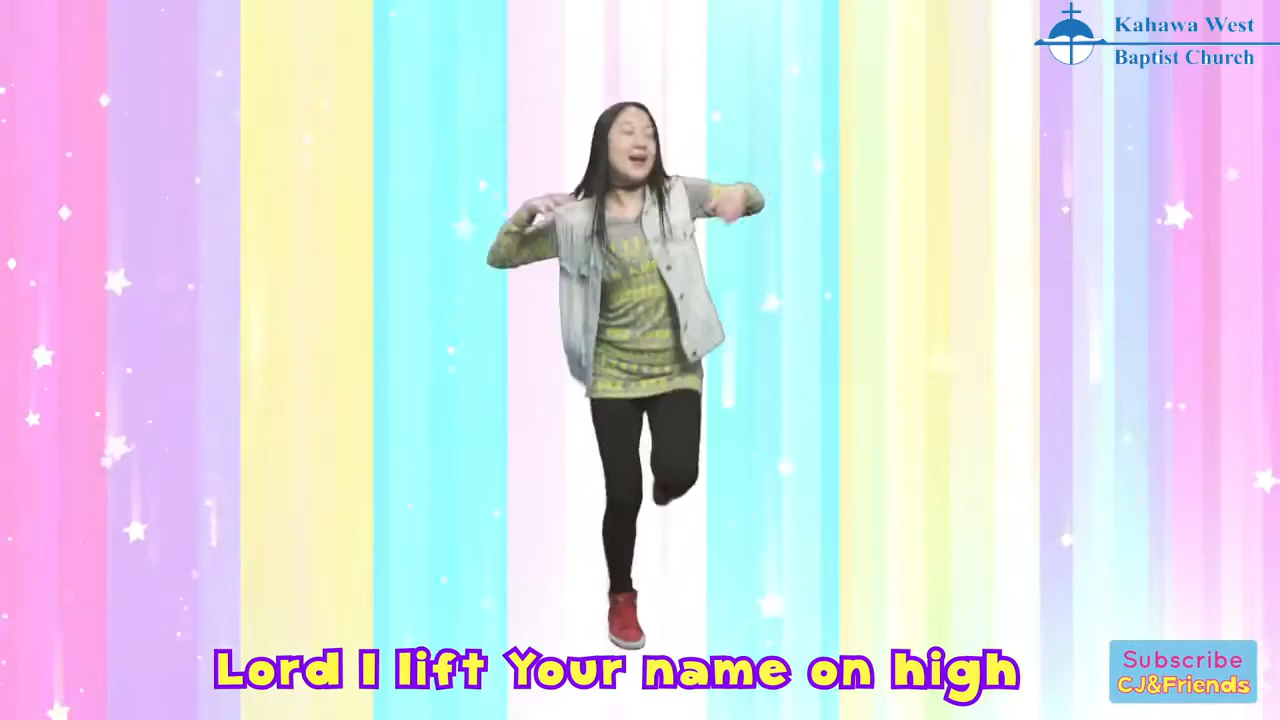 Kahawa West
Baptist Church
Lord I lift Your name on high
Subscribe
CJ&Friends